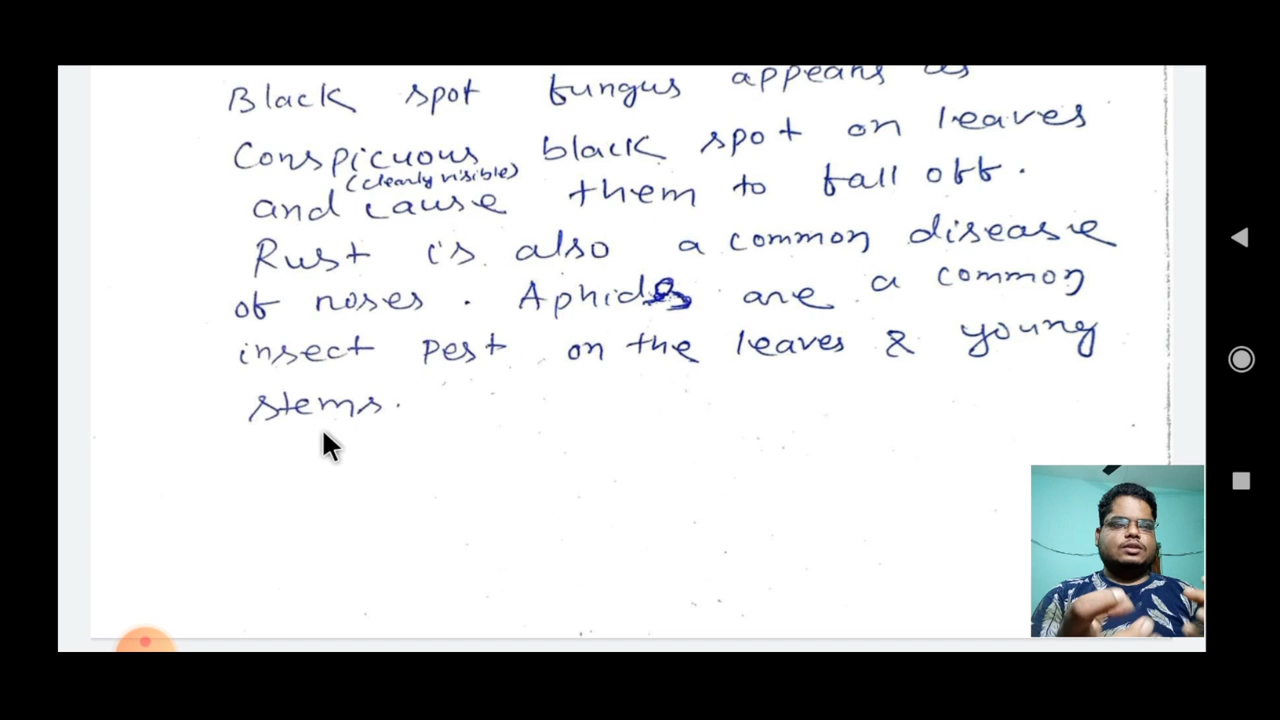 Black spot fungus appears as
Conspicuous black spot on leaves
(clearly visible)
and cause them to fall off.
Rust is also a common disease
of roses. Aphids are a common
insect pest on the leaves & young
stems.